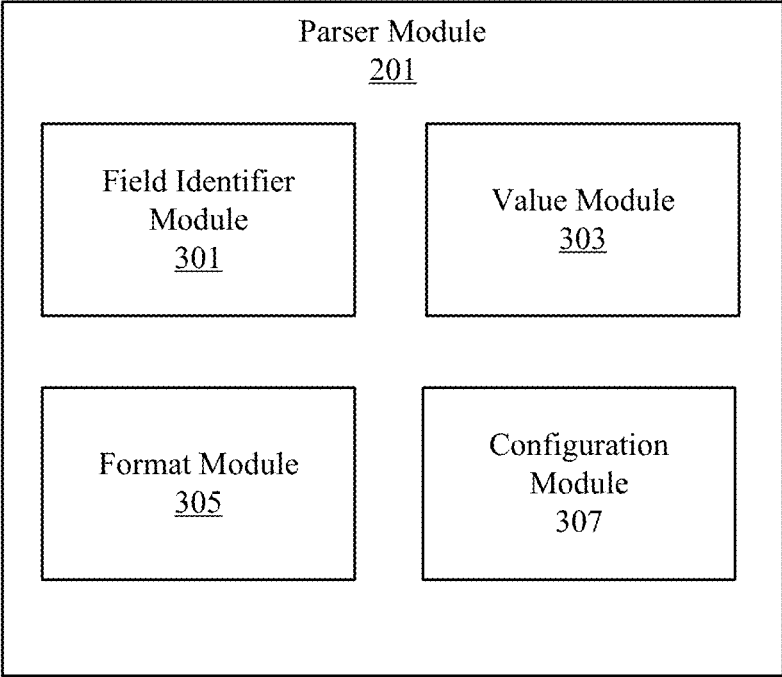 Parser Module
201
Field Identifier
Module
301
Value Module
303
Format Module
305
Configuration
Module
307